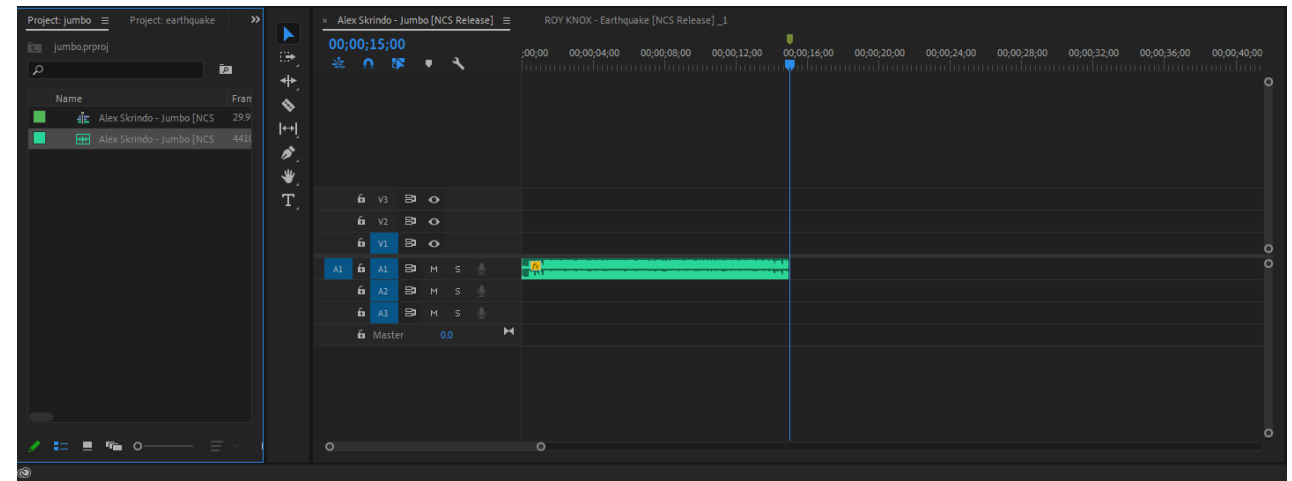 Project: jumbo
Project: earthquake
jumbo.prproj
Name
Fran
Alex Skrindo - Jumbo [NCS
29.9
Alex Skrindo - Jumbo [NCS
4410
× Alex Skrindo - Jumbo [NCS Release]
ROY KNOX - Earthquake [NCS Release] _1
00;00;15;00
;00;00 00;00;04;00 00;00;08;00 00;00;12;00 00;00;16;00 00;00;20;00 00;00;24;00 00;00;28;00 00;00;32;00 00;00;36;00 00;00;40;00
T
V3
V2
V1
fx
A1 A1 M S
A2 M S
A3 M S
Master 0.0